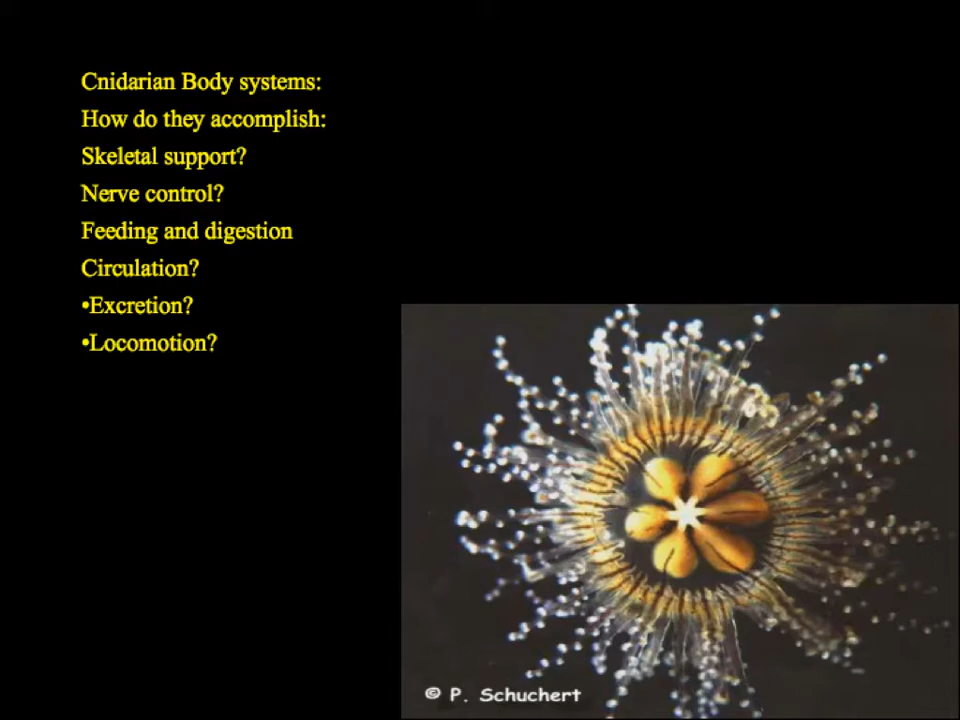 Cnidarian Body systems:
How do they accomplish:
Skeletal support?
Nerve control?
Feeding and digestion
Circulation?
•Excretion?
•Locomotion?
© P. Schuchert